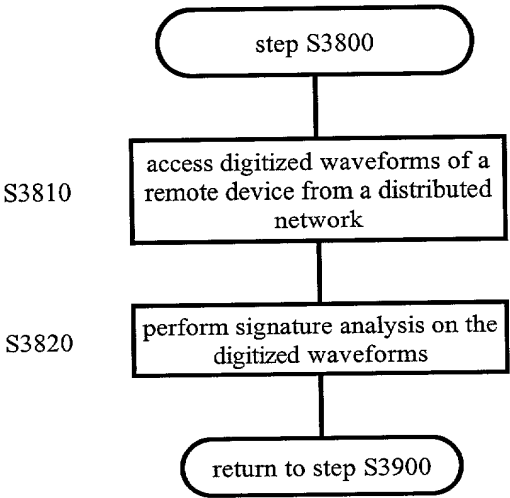 step S3800
S3810
access digitized waveforms of a
remote device from a distributed
network
S3820
perform signature analysis on the
digitized waveforms
return to step S3900